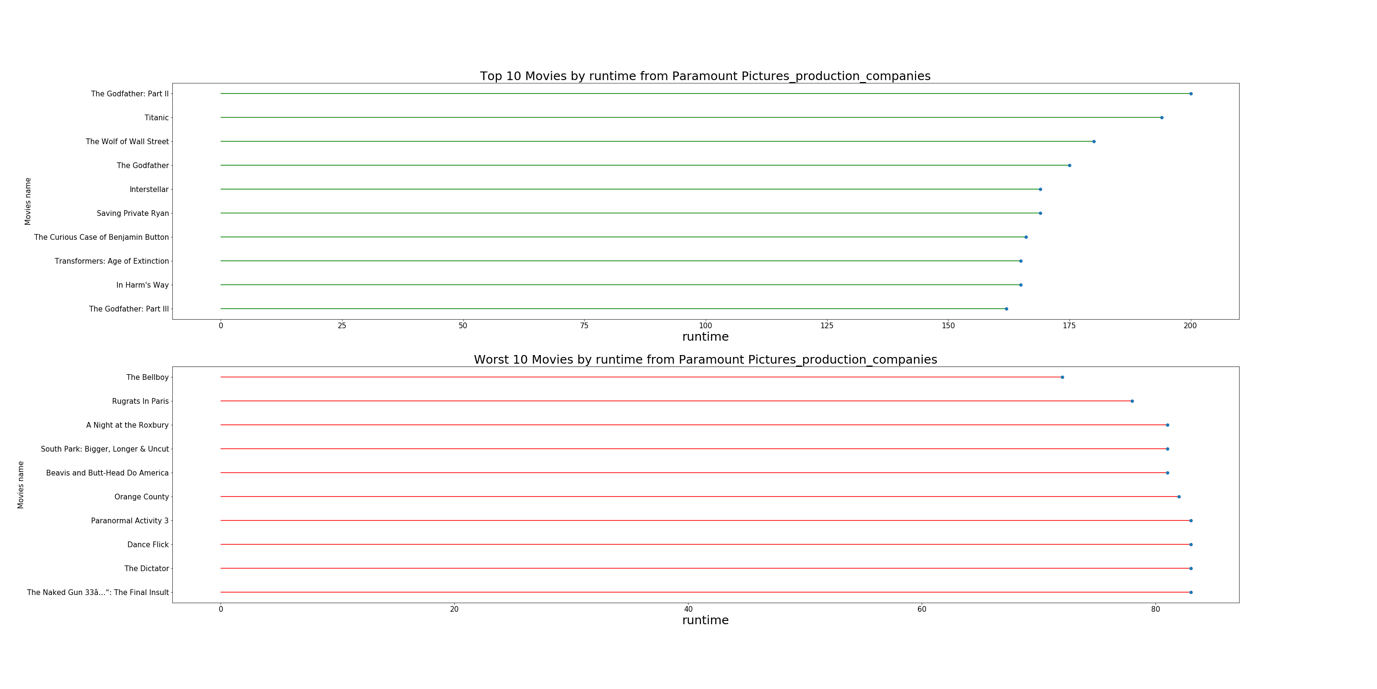 Top 10 Movies by runtime from Paramount Pictures_production_companies
Movies name
The Godfather: Part II
Titanic
The Wolf of Wall Street
The Godfather
Interstellar
Saving Private Ryan
The Curious Case of Benjamin Button
Transformers: Age of Extinction
In Harm's Way
The Godfather: Part III
0 25 50 75 100 125 150 175 200
runtime
Worst 10 Movies by runtime from Paramount Pictures_production_companies
Movies name
The Bellboy
Rugrats In Paris
A Night at the Roxbury
South Park: Bigger, Longer & Uncut
Beavis and Butt-Head Do America
Orange County
Paranormal Activity 3
Dance Flick
The Dictator
The Naked Gun 33â…“: The Final Insult
0 20 40 60 80
runtime